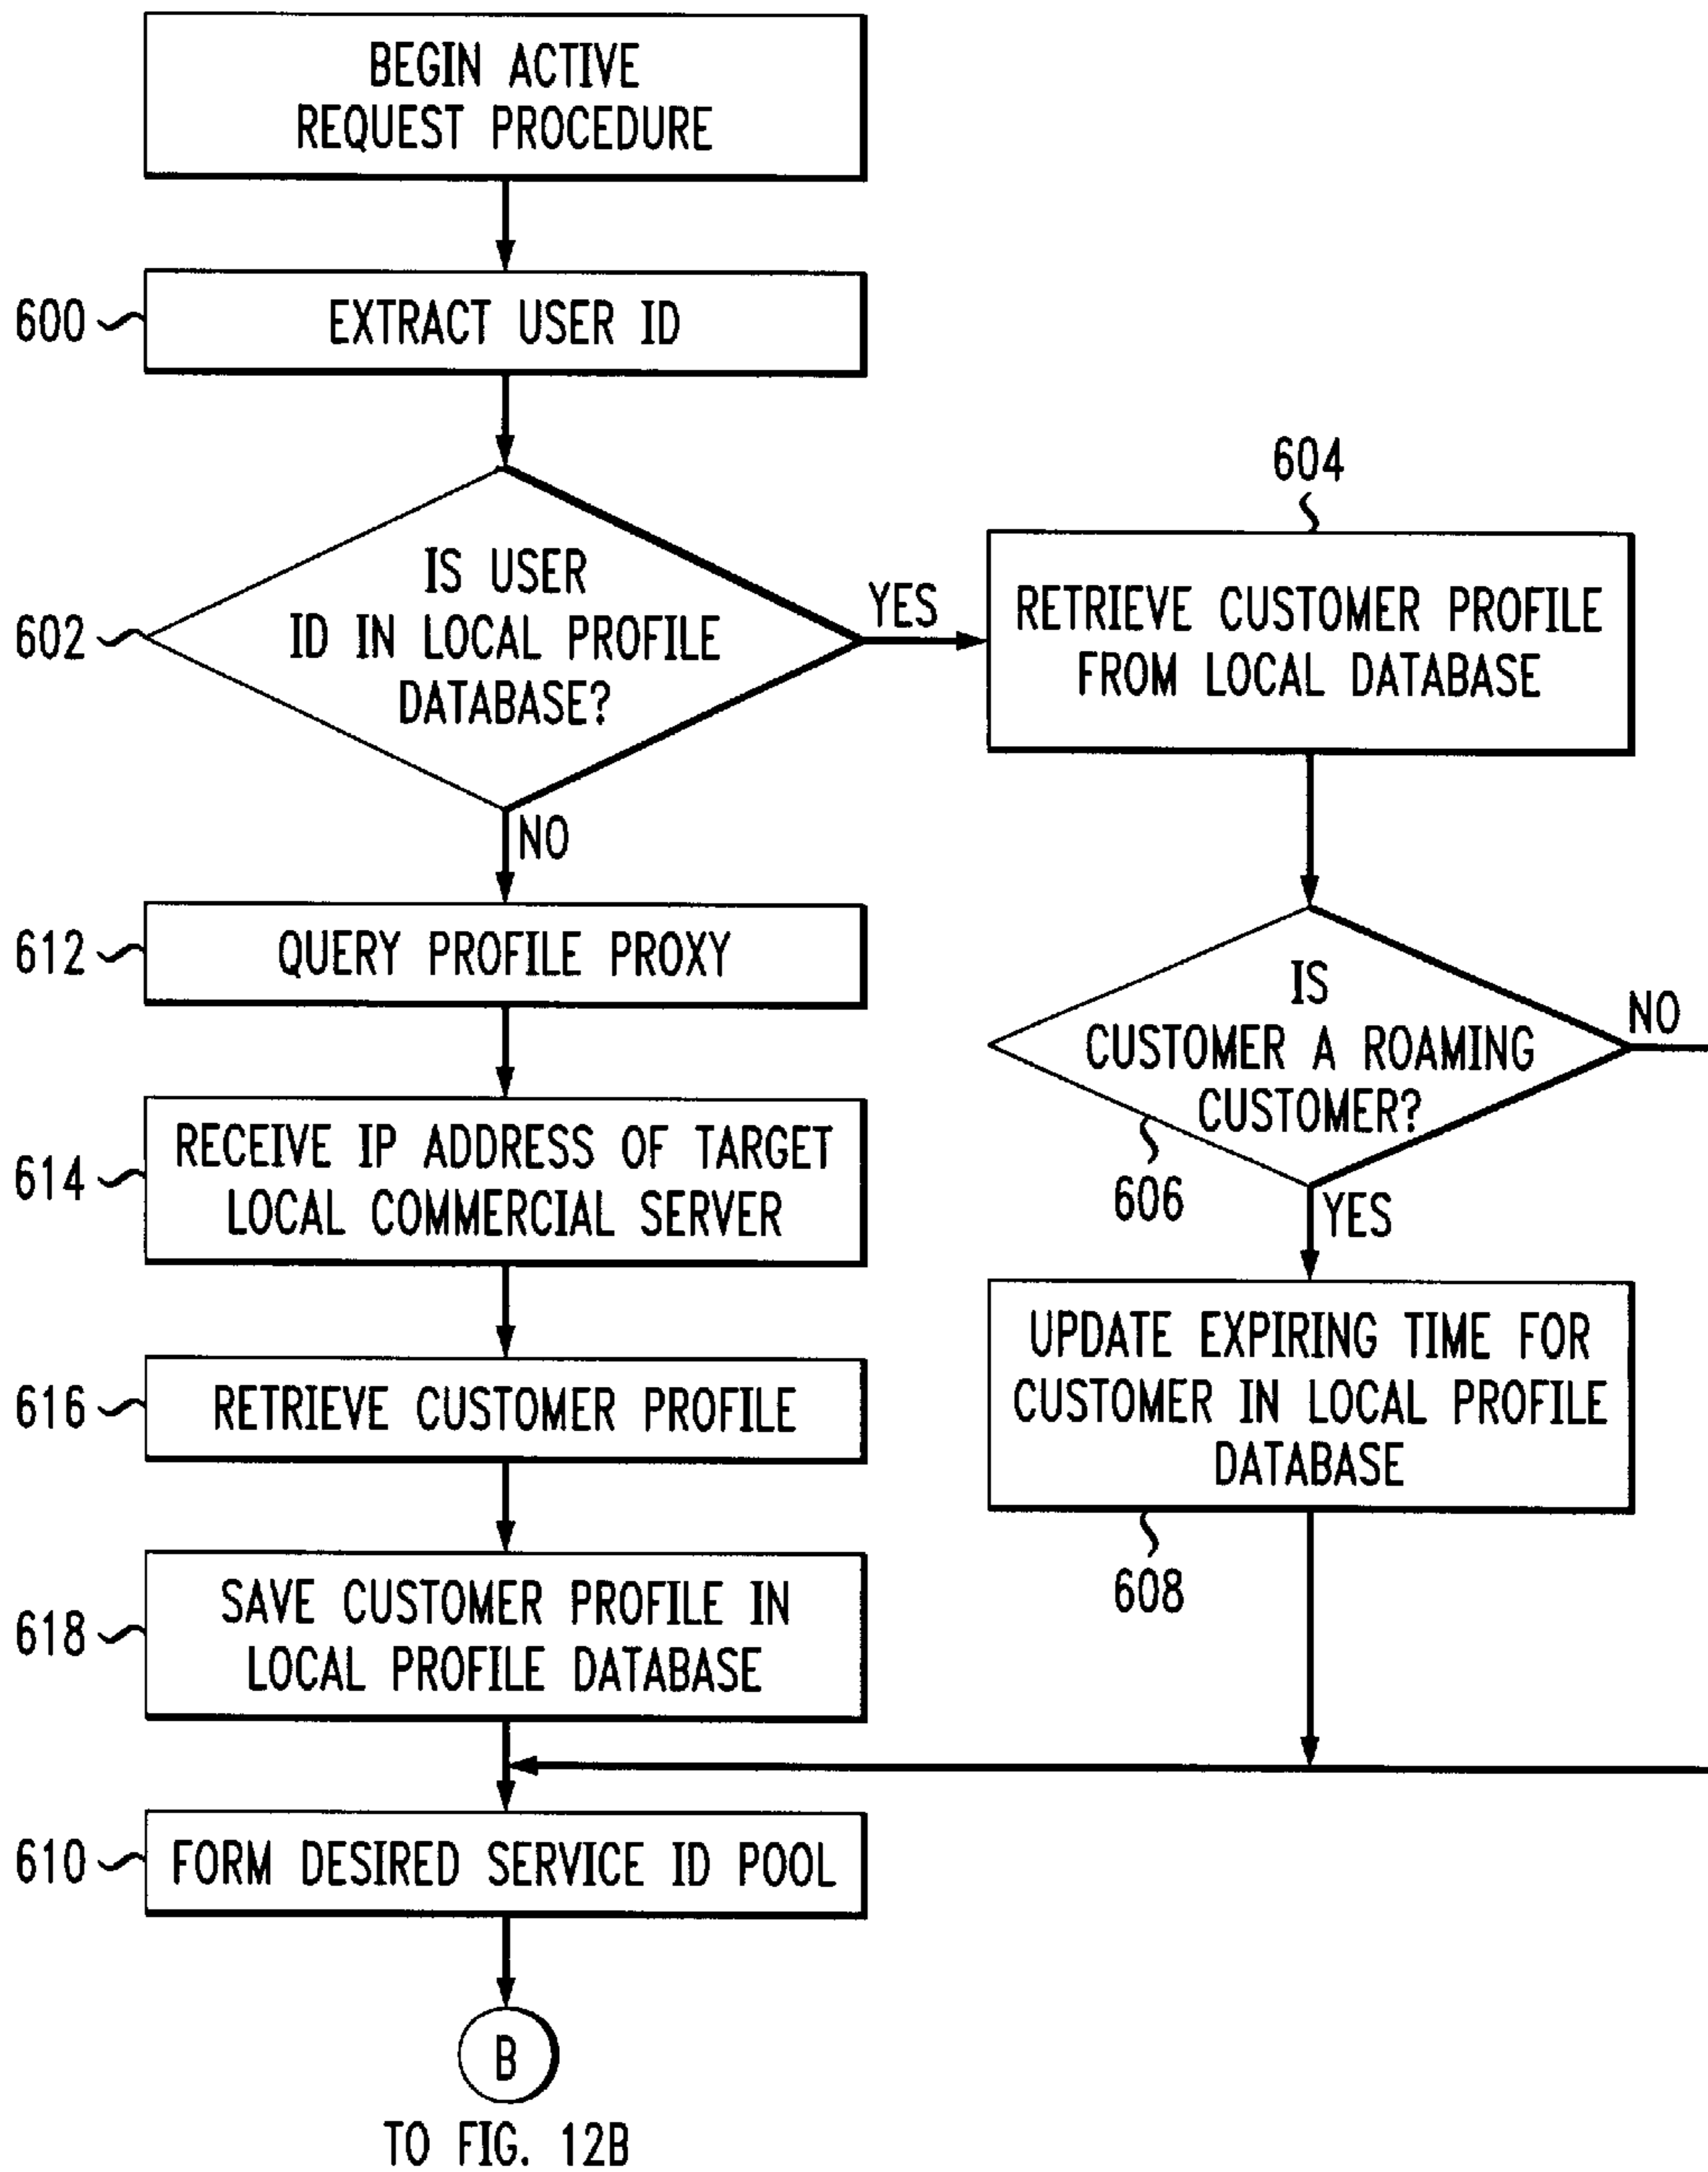 BEGIN ACTIVE
REQUEST PROCEDURE
600
EXTRACT USER ID
602
IS USER
ID IN LOCAL PROFILE
DATABASE?
YES
NO
604
RETRIEVE CUSTOMER PROFILE
FROM LOCAL DATABASE
606
IS
CUSTOMER A ROAMING
CUSTOMER?
NO
YES
UPDATE EXPIRING TIME FOR
CUSTOMER IN LOCAL PROFILE
DATABASE
608
612
QUERY PROFILE PROXY
614
RECEIVE IP ADDRESS OF TARGET
LOCAL COMMERCIAL SERVER
616
RETRIEVE CUSTOMER PROFILE
618
SAVE CUSTOMER PROFILE IN
LOCAL PROFILE DATABASE
610
FORM DESIRED SERVICE ID POOL
B
TO FIG. 12B